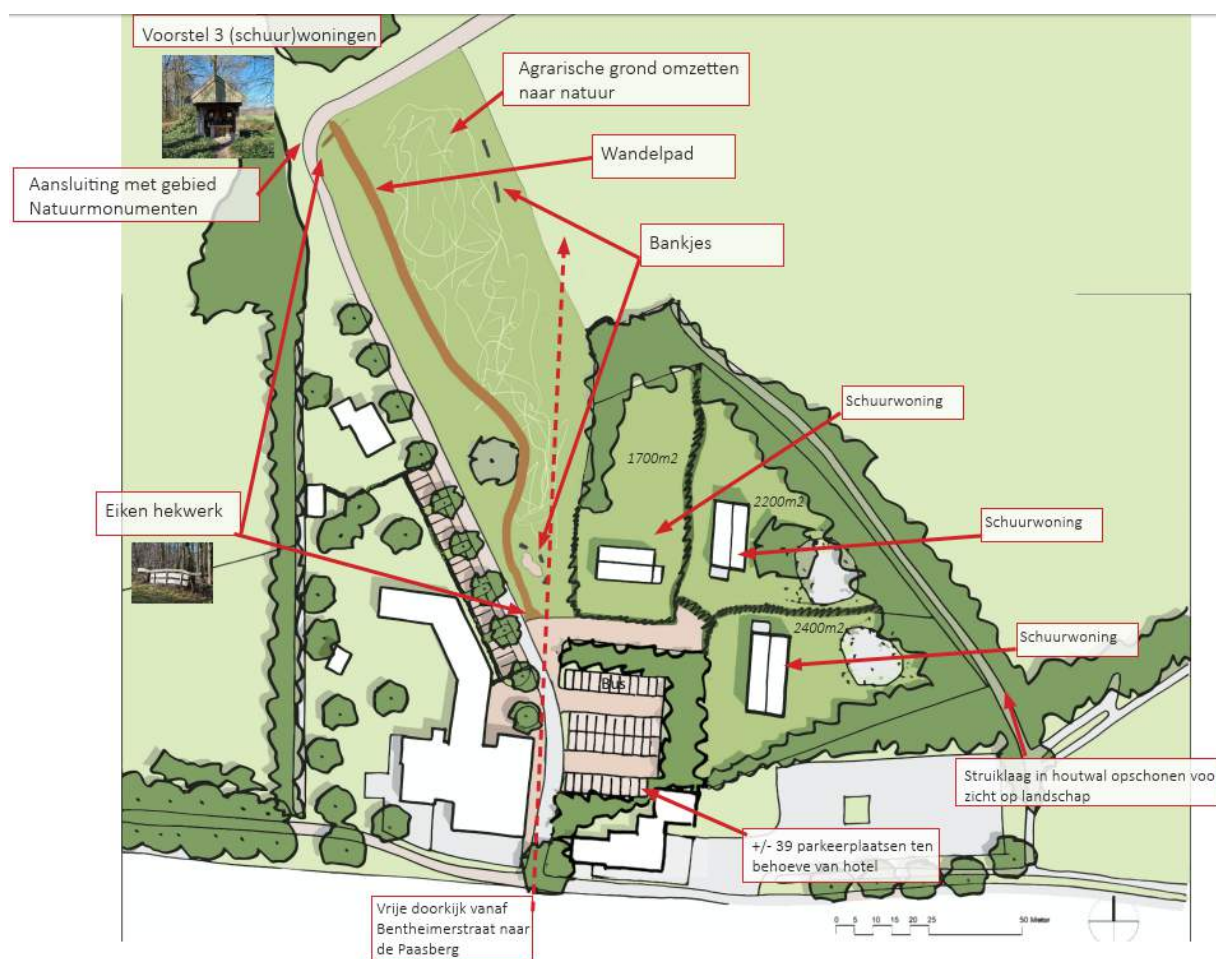 Voorstel 3 (schuur)woningen
Agrarische grond omzetten
naar natuur
Wandelpad
Aansluiting met gebied
Natuurmonumenten
Bankjes
Schuurwoning
1700m2
2200m2
Eiken hekwerk
Schuurwoning
2400m2
Schuurwoning
Bus
Struiklaag in houtwal opschonen voo
zicht op landschap
+/- 39 parkeerplaatsen ten
behoeve van hotel
Vrije doorkijk vanaf
Bentheimerstraat naar
de Paasberg
0 5 10 15 20 25 50 Meter